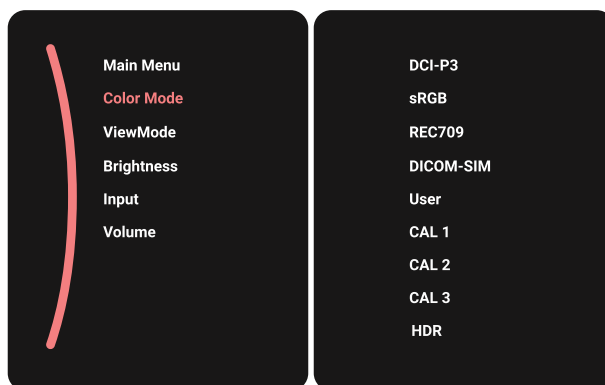 Main Menu
Color Mode
ViewMode
Brightness
Input
Volume
DCI-P3
sRGB
REC709
DICOM-SIM
User
CAL 1
CAL 2
CAL 3
HDR